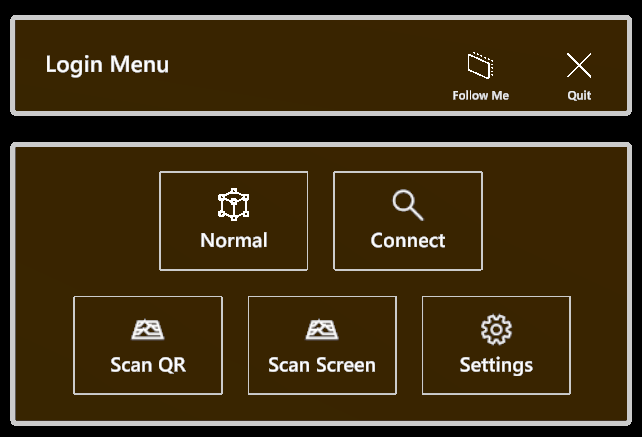 Login Menu
Follow Me
Quit
Normal
Connect
Scan QR
Scan Screen
Settings